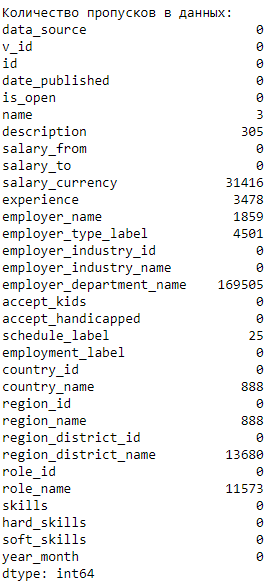 Количество пропусков в данных:
data_source 0
v_id 0
id 0
date_published 0
is_open 0
name 3
description 305
salary_from 0
salary_to 0
salary_currency 31416
experience 3478
employer_name 1859
employer_type_label 4501
employer_industry_id 0
employer_industry_name 0
employer_department_name 169505
accept_kids 0
accept_handicapped 0
schedule_label 25
employment_label 0
country_id 0
country_name 888
region_id 0
region_name 888
region_district_id 0
region_district_name 13680
role_id 0
role_name 11573
skills 0
hard_skills 0
soft_skills 0
year_month 0
dtype: int64